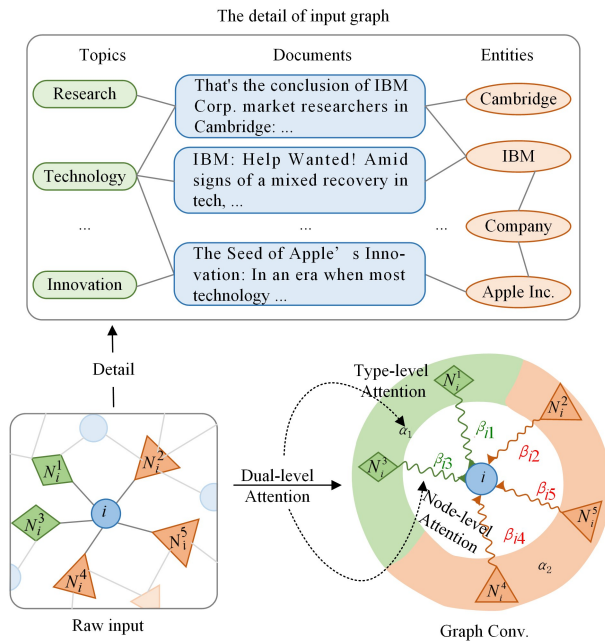 The detail of input graph
Topics
Documents
Entities
Research
Technology
...
Innovation
That's the conclusion of IBM
Corp. market researchers in
Cambridge: ...
IBM: Help Wanted! Amid
signs of a mixed recovery in
tech, ...
...
The Seed of Apple's Inno-
vation: In an era when most
technology ...
Cambridge
IBM
...
Company
Apple Inc.
Detail
N_i^1
N_i^2
N_i^3
i
N_i^5
N_i^4
Raw input
Dual-level
Attention
Type-level
Attention
α_1
N_i^1
N_i^2
N_i^3
β_i1
β_i2
β_i3
i
β_i5
Node-level
Attention
β_i4
N_i^5
N_i^4
α_2
Graph Conv.